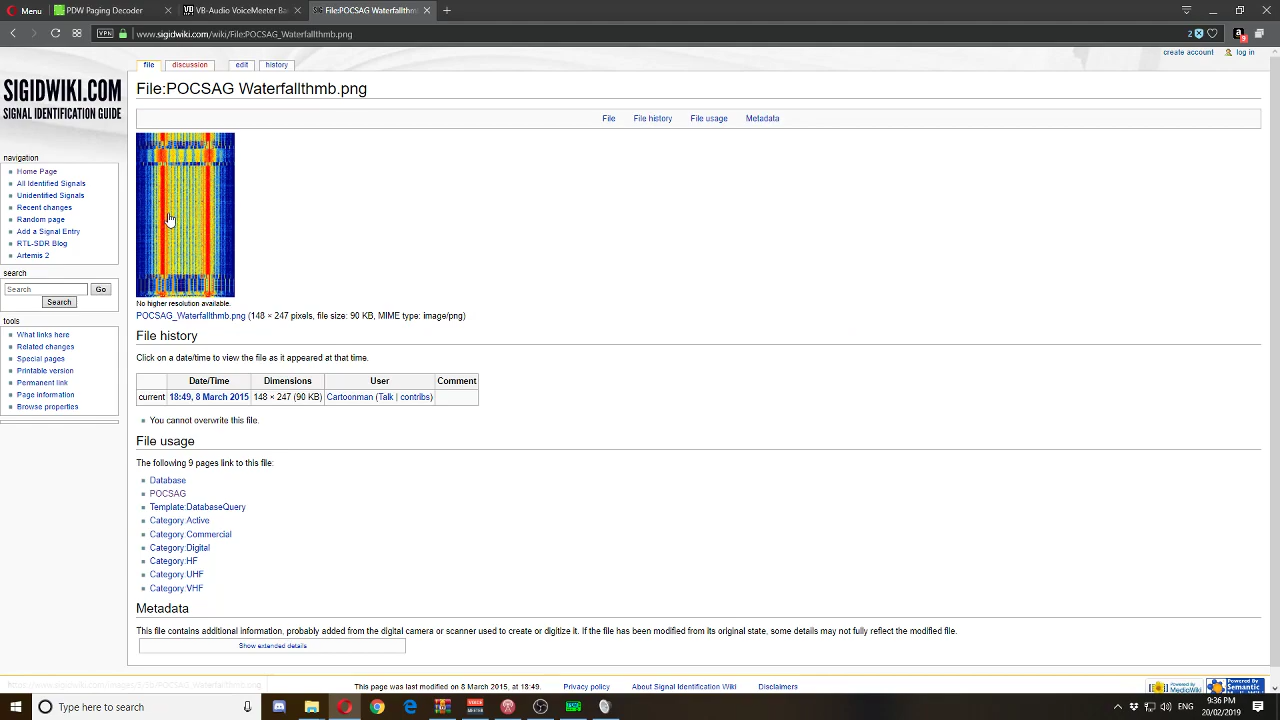 Menu
PDW Paging Decoder
VB-Audio VoiceMeeter Ba
File:POCSAG Waterfallthm
VPN
www.sigidwiki.com/wiki/File:POCSAG_Waterfallthmb.png
2
9
create account
log in
file
discussion
edit
history
SIGIDWIKI.COM
SIGNAL IDENTIFICATION GUIDE
File:POCSAG Waterfallthmb.png
File
File history
File usage
Metadata
navigation
Home Page
All Identified Signals
Unidentified Signals
Recent changes
Random page
Add a Signal Entry
RTL-SDR Blog
Artemis 2
search
Search
Go
Search
tools
What links here
Related changes
Special pages
Printable version
Permanent link
Page information
Browse properties
No higher resolution available.
POCSAG_Waterfallthmb.png (148 × 247 pixels, file size: 90 KB, MIME type: image/png)
File history
Click on a date/time to view the file as it appeared at that time.
Date/Time Dimensions User Comment
current 18:49, 8 March 2015 148 × 247 (90 KB) Cartoonman (Talk | contribs)
You cannot overwrite this file.
File usage
The following 9 pages link to this file:
Database
POCSAG
Template:DatabaseQuery
Category:Active
Category:Commercial
Category:Digital
Category:HF
Category:UHF
Category:VHF
Metadata
This file contains additional information, probably added from the digital camera or scanner used to create or digitize it. If the file has been modified from its original state, some details may not fully reflect the modified file.
Show extended details
This page was last modified on 8 March 2015, at 18:49.
Privacy policy
About Signal Identification Wiki
Disclaimers
Powered By
MediaWiki
Powered By
Semantic
Type here to search
ENG
9:36 PM
20/02/2019